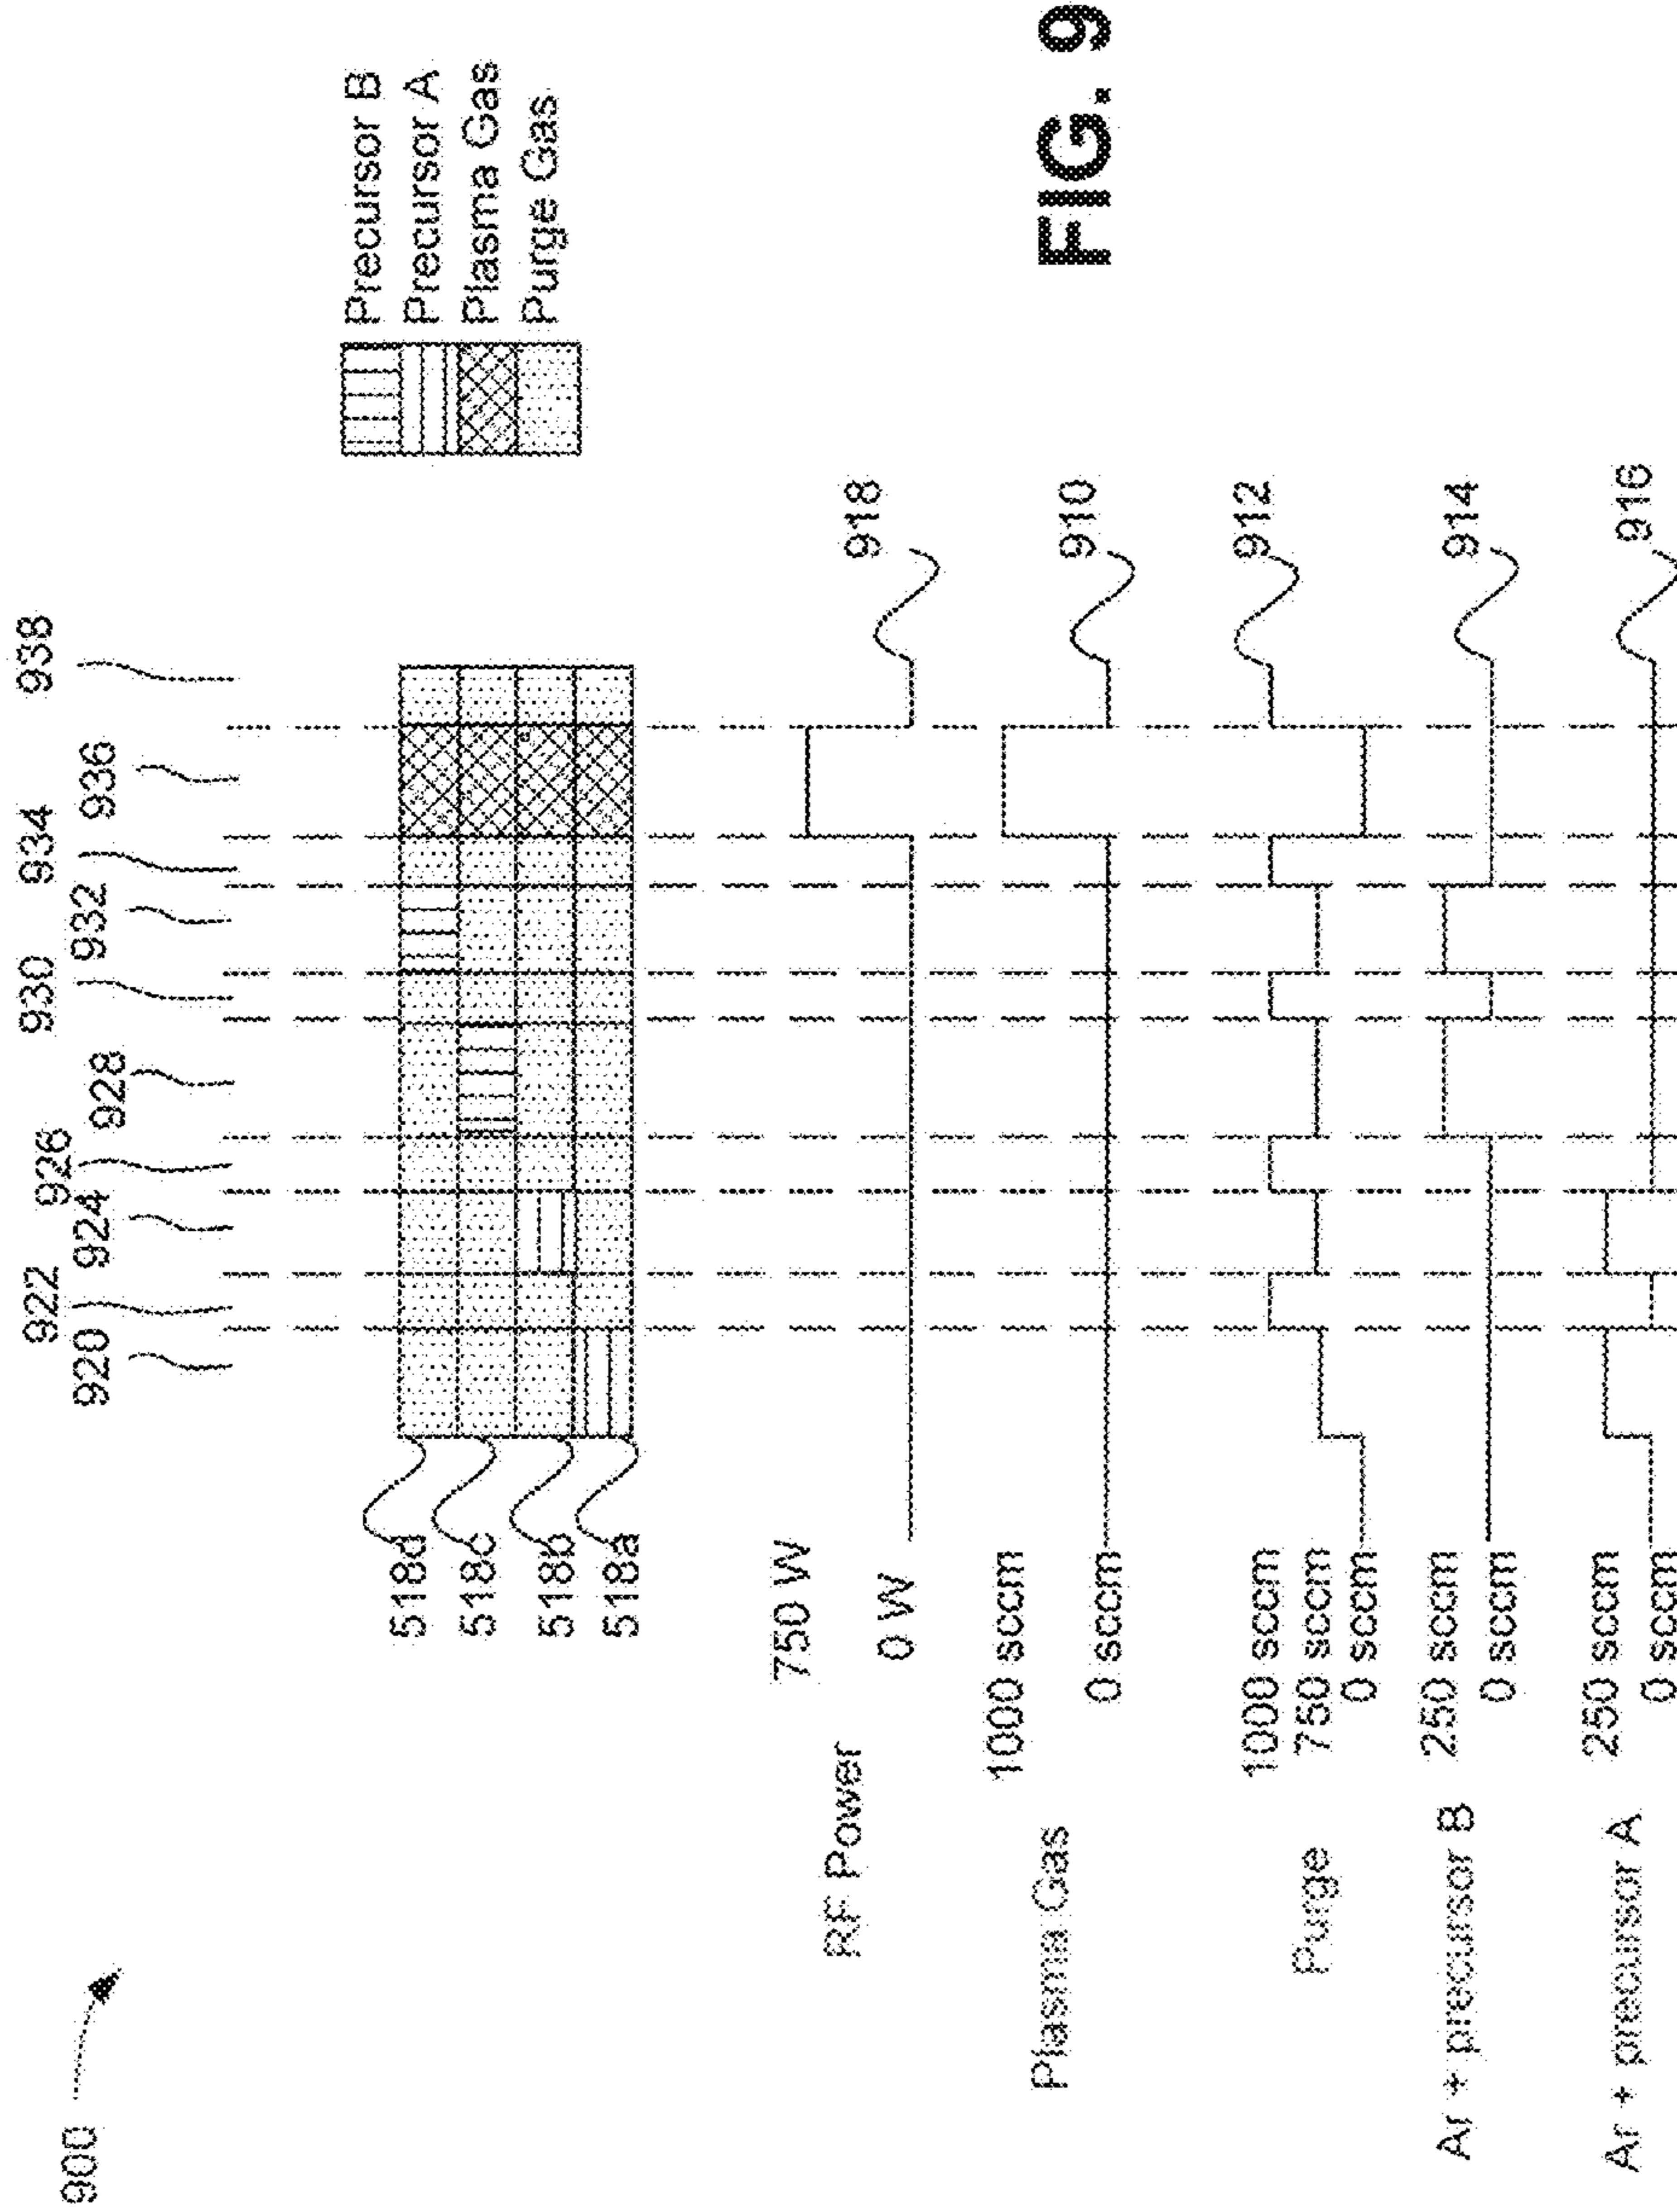 900
920
922
924
926
928
930
932
934
936
938
Precursor B
Precursor A
Plasma Gas
Purge Gas
518d
518c
518b
518a
RF Power
750 W
0 W
918
Plasma Gas
1000 sccm
0 sccm
910
Purge
1000 sccm
750 sccm
0 sccm
912
Ar + precursor B
250 sccm
0 sccm
914
Ar + precursor A
250 sccm
0 sccm
916
FIG. 9